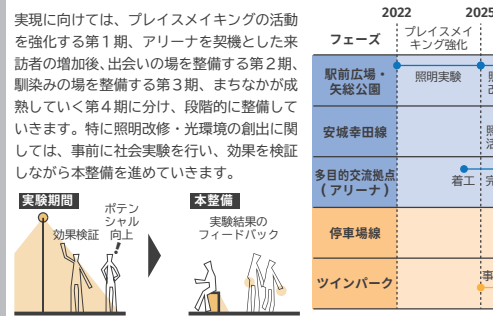 実現に向けては、プレイスメイキングの活動
を強化する第1期、アリーナを契機とした来
訪者の増加後、出会いの場を整備する第2期、
馴染みの場を整備する第3期、まちなかが成
熟していく第4期に分け、段階的に整備して
いきます。特に照明改修・光環境の創出に関
しては、事前に社会実験を行い、効果を検証
しながら本整備を進めていきます。
実験期間
効果検証
ポテン
シャル
向上
本整備
実験結果の
フィードバック
2022
2025
フェーズ
プレイスメイ
キング強化
駅前広場・
矢総公園
照明実験
安城幸田線
多目的交流拠点
(アリーナ)
着工
停車場線
ツインパーク